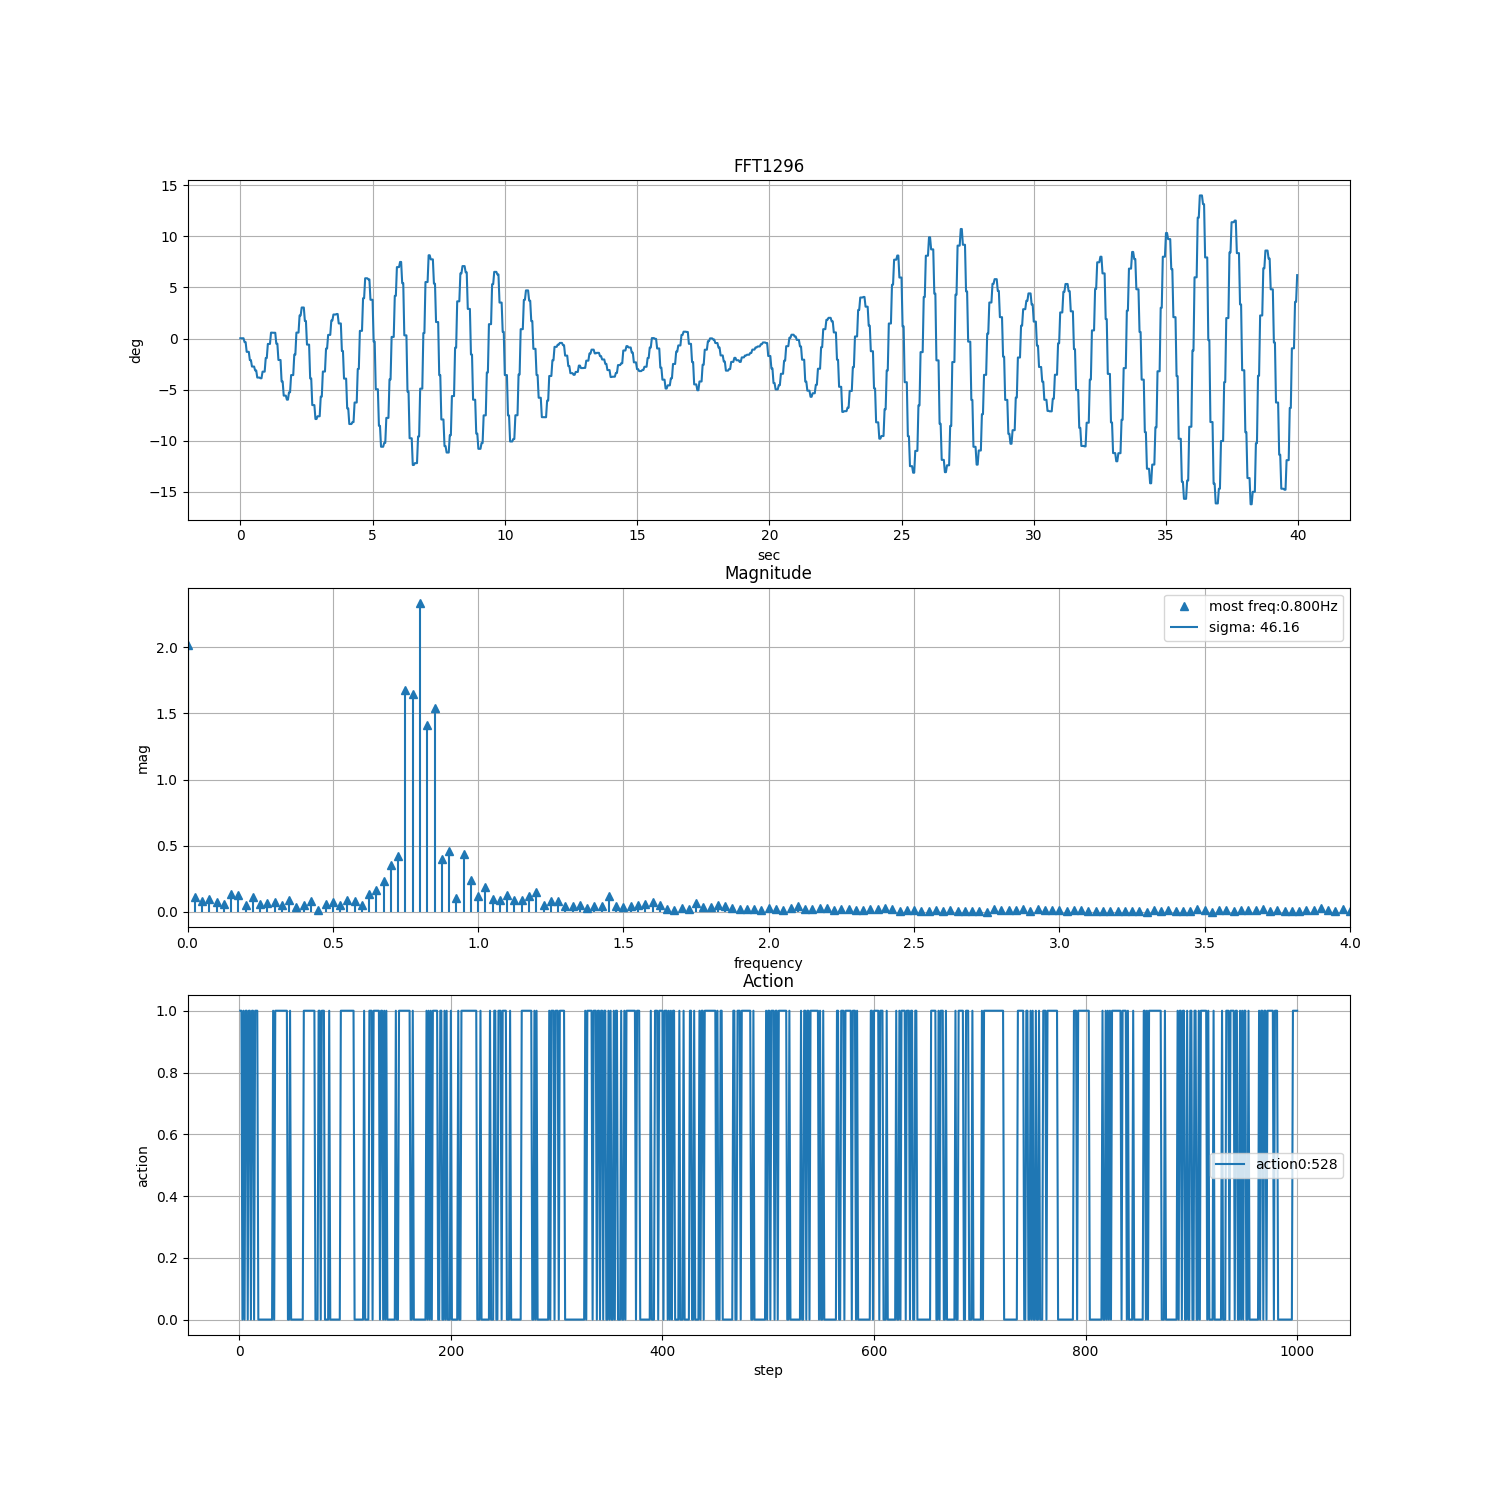 FFT1296
15
10
5
0
−5
−10
−15
deg
0 5 10 15 20 25 30 35 40
sec
Magnitude
most freq:0.800Hz
sigma: 46.16
2.0
1.5
1.0
0.5
0.0
mag
0.0 0.5 1.0 1.5 2.0 2.5 3.0 3.5 4.0
frequency
Action
1.0
0.8
0.6
0.4
0.2
0.0
action
action0:528
0 200 400 600 800 1000
step